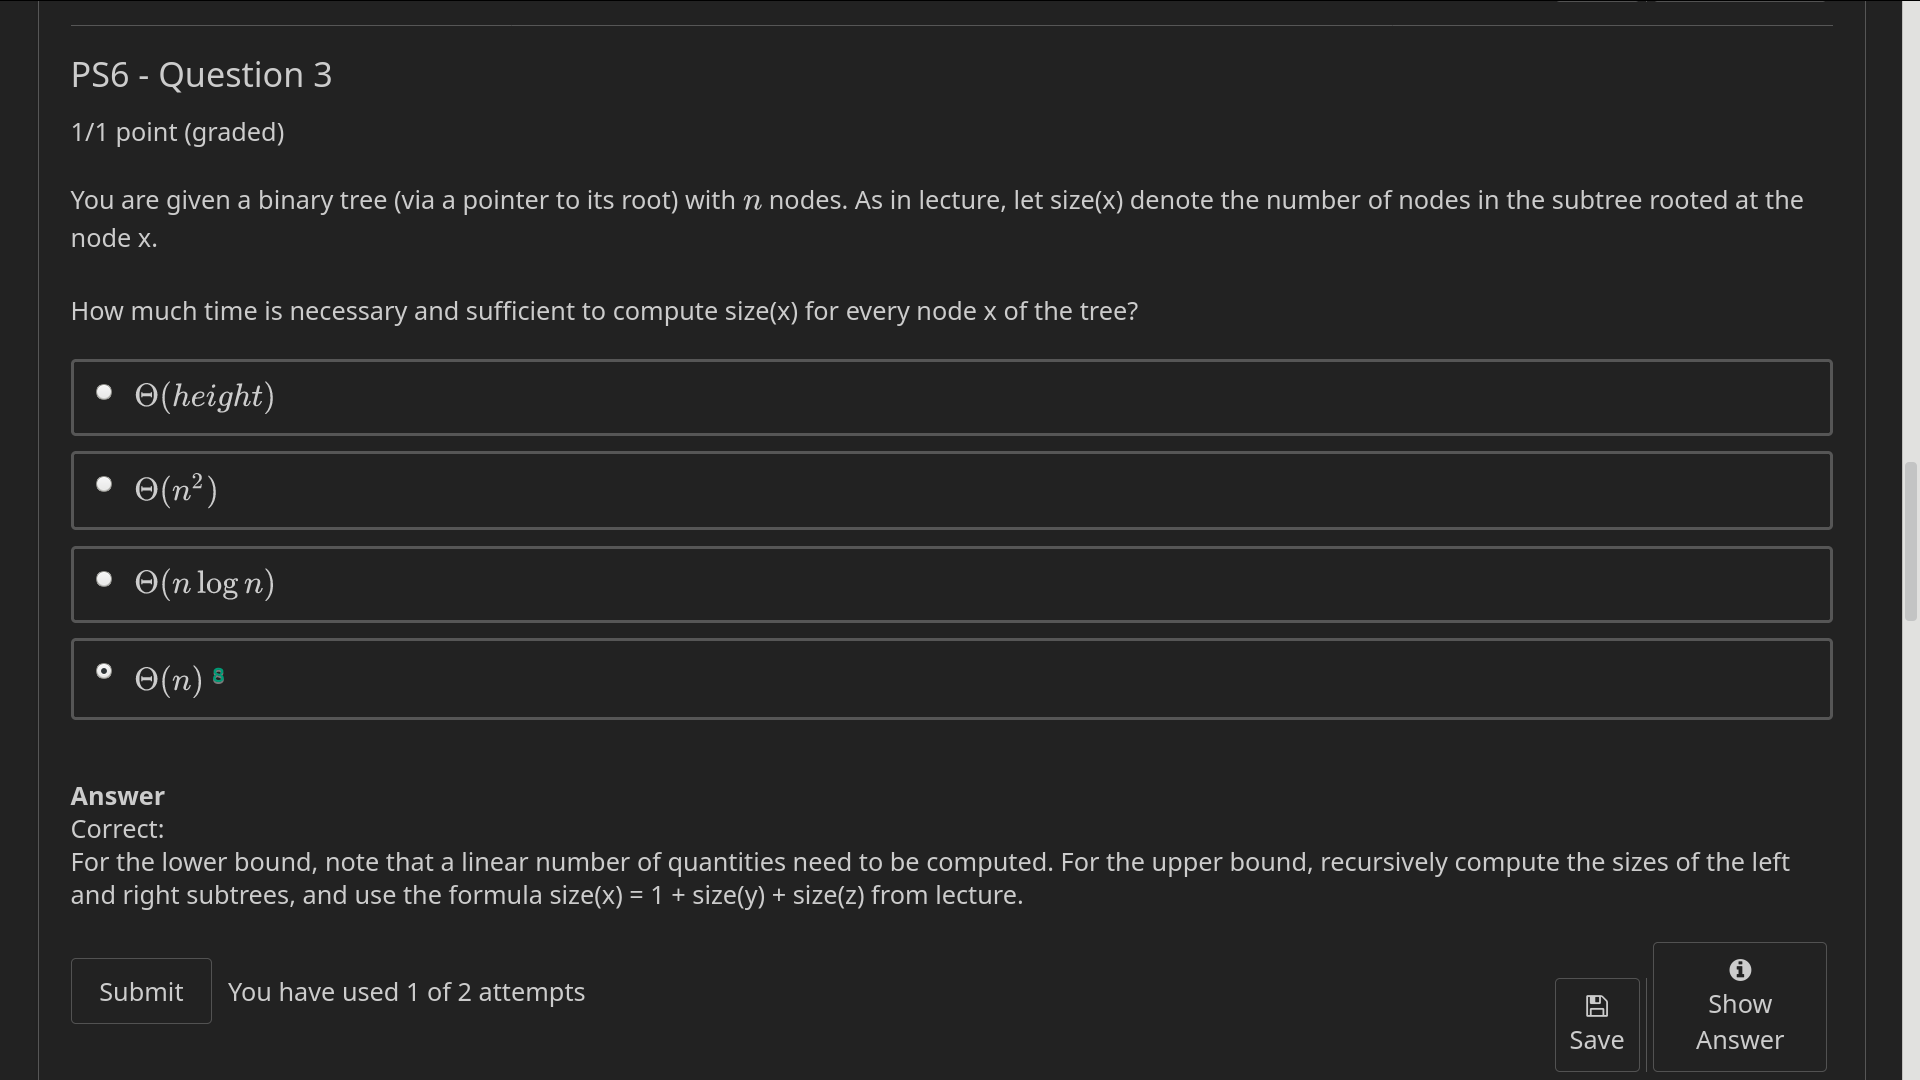 PS6 - Question 3
1/1 point (graded)
You are given a binary tree (via a pointer to its root) with n nodes. As in lecture, let size(x) denote the number of nodes in the subtree rooted at the
node x.
How much time is necessary and sufficient to compute size(x) for every node x of the tree?
Θ(height)
Θ(n²)
Θ(n log n)
Θ(n)
Answer
Correct:
For the lower bound, note that a linear number of quantities need to be computed. For the upper bound, recursively compute the sizes of the left
and right subtrees, and use the formula size(x) = 1 + size(y) + size(z) from lecture.
Submit
You have used 1 of 2 attempts
Save
Show
Answer